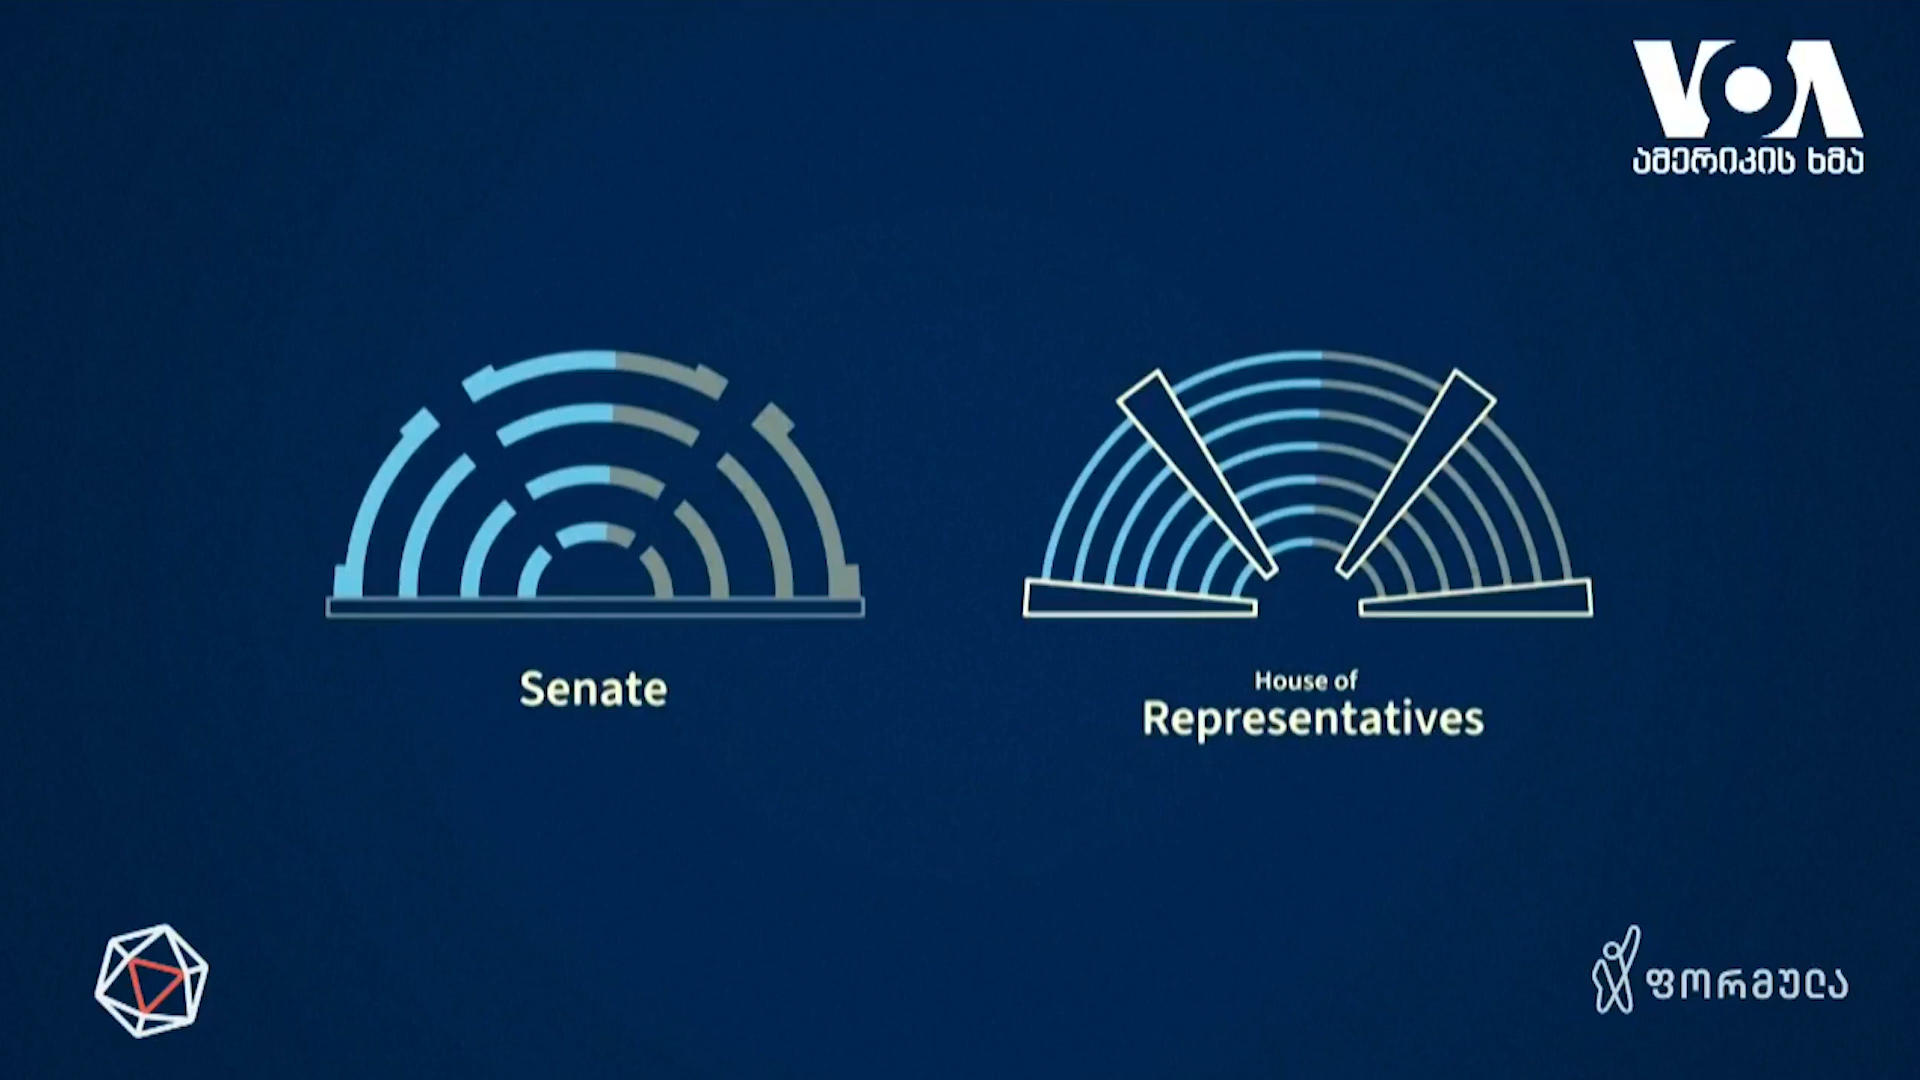 VOA
ამერიკის ხმა
Senate
House of
Representatives
ფორმულა